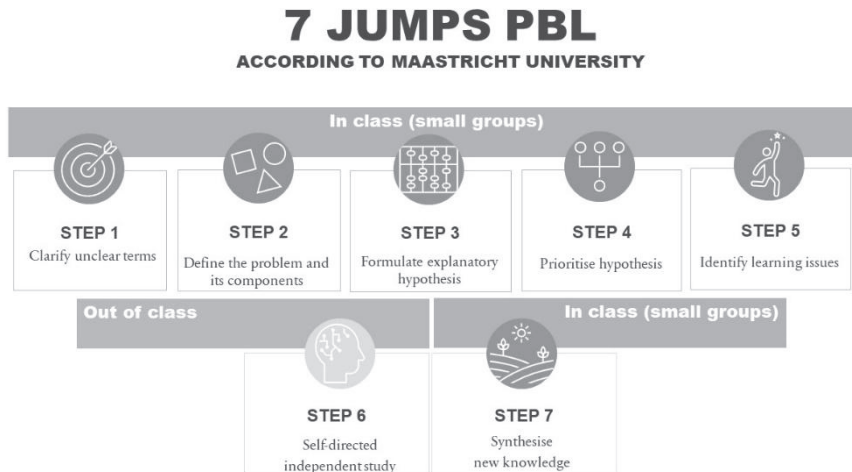 7 JUMPS PBL
ACCORDING TO MAASTRICHT UNIVERSITY
In class (small groups)
STEP 1
Clarify unclear terms
STEP 2
Define the problem and
its components
STEP 3
Formulate explanatory
hypothesis
STEP 4
Prioritise hypothesis
STEP 5
Identify learning issues
Out of class
In class (small groups)
STEP 6
Self-directed
independent study
STEP 7
Synthesise
new knowledge